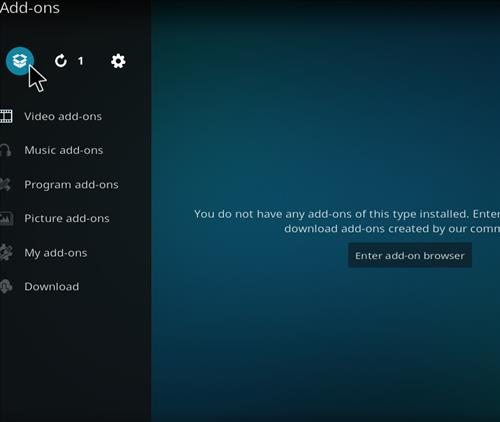 Add-ons
1
Video add-ons
Music add-ons
Program add-ons
Picture add-ons
My add-ons
Download
You do not have any add-ons of this type installed. Enter
download add-ons created by our
Enter add-on browser